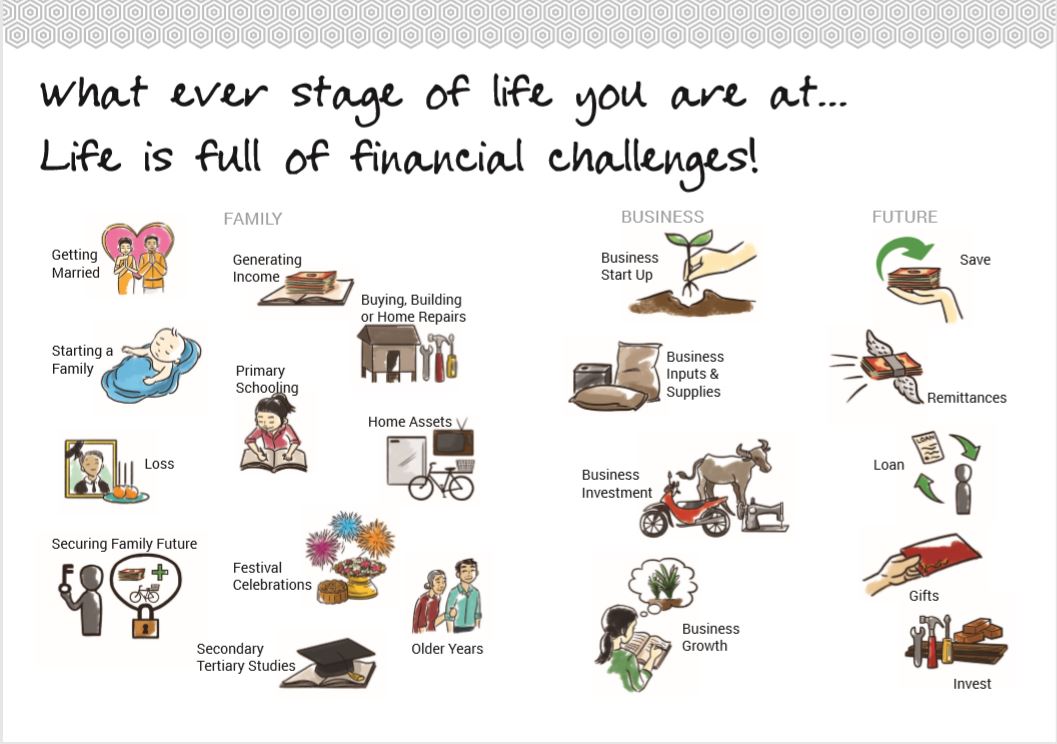 What ever stage of life you are at...
Life is full of financial challenges!
FAMILY
Getting
Married
Generating
Income
Buying, Building
or Home Repairs
Starting a
Family
Primary
Schooling
Home Assets
Loss
Securing Family Future
Festival
Celebrations
Older Years
Secondary
Tertiary Studies
BUSINESS
Business
Start Up
Business
Inputs &
Supplies
Business
Investment
Business
Growth
FUTURE
Save
Remittances
LOAN
Loan
Gifts
Invest